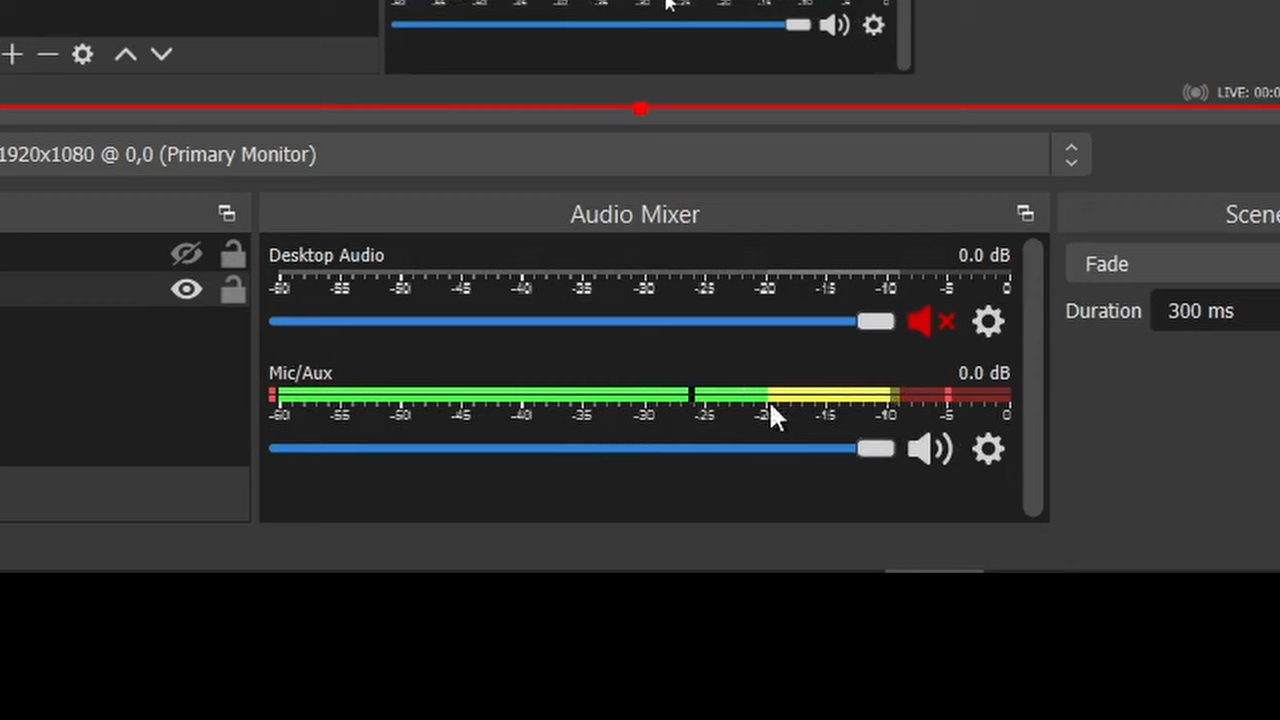 LIVE: 00:0
1920x1080 @ 0,0 (Primary Monitor)
Audio Mixer
Scene
Desktop Audio 0.0 dB
-60 -55 -50 -45 -40 -35 -30 -25 -20 -15 -10 -5 0
Fade
Duration 300 ms
Mic/Aux 0.0 dB
-60 -55 -50 -45 -40 -35 -30 -25 -2 -15 -10 -5 0